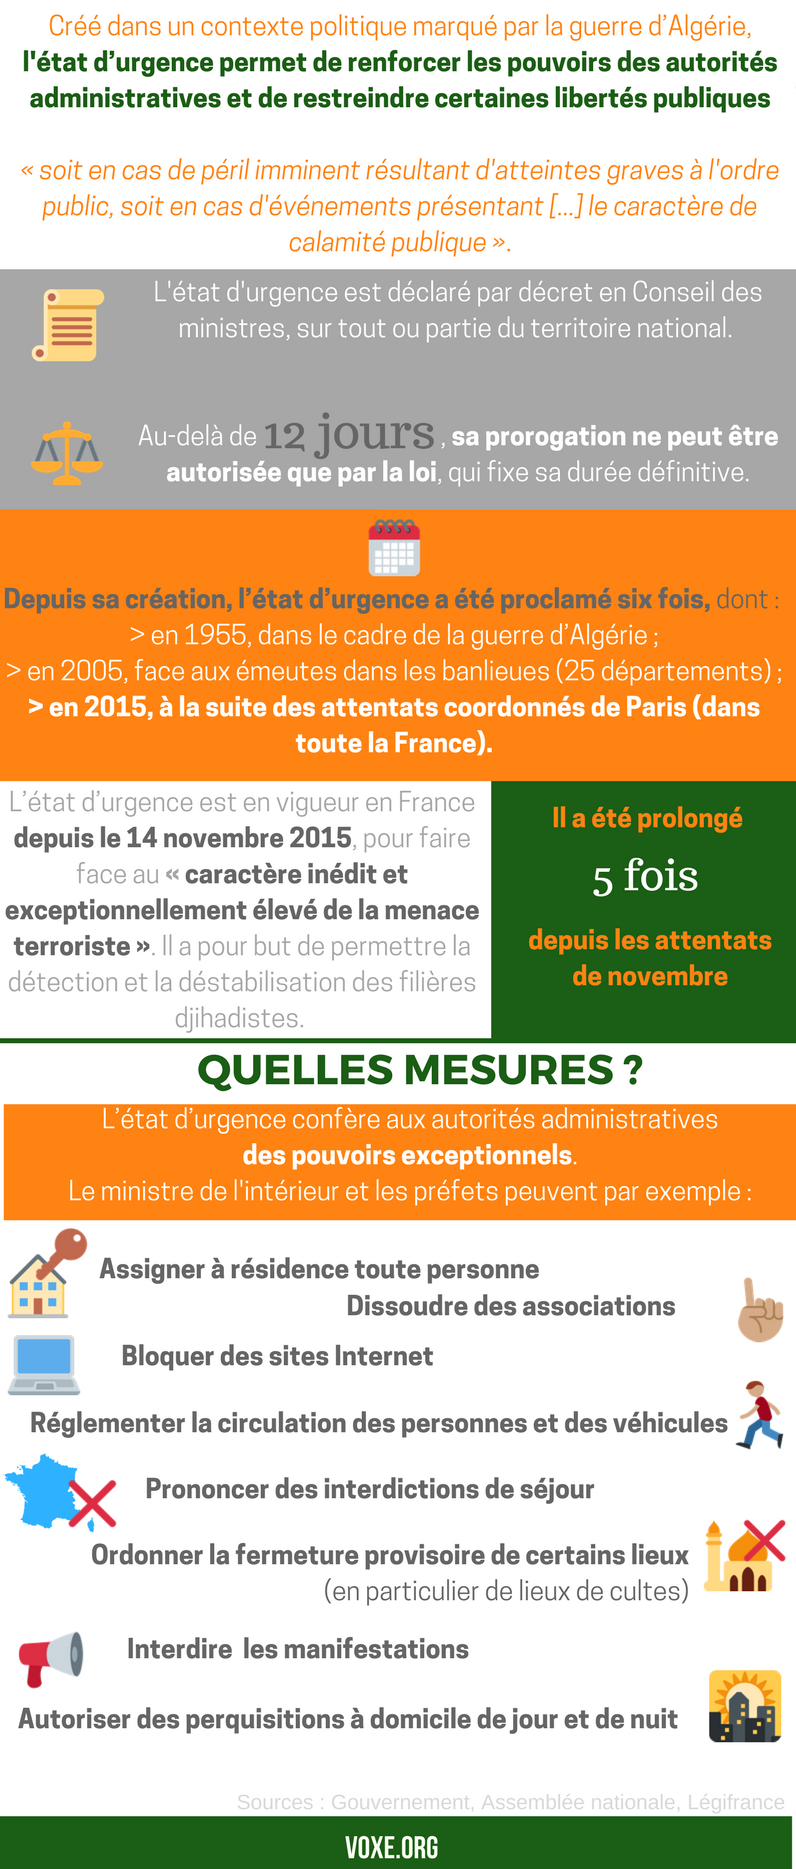 Créé dans un contexte politique marqué par la guerre d’Algérie,
l'état d’urgence permet de renforcer les pouvoirs des autorités
administratives et de restreindre certaines libertés publiques
« soit en cas de péril imminent résultant d'atteintes graves à l'ordre
public, soit en cas d'événements présentant [...] le caractère de
calamité publique ».
L'état d'urgence est déclaré par décret en Conseil des
ministres, sur tout ou partie du territoire national.
Au-delà de 12 jours , sa prorogation ne peut être
autorisée que par la loi, qui fixe sa durée définitive.
Depuis sa création, l’état d’urgence a été proclamé six fois, dont :
> en 1955, dans le cadre de la guerre d’Algérie ;
> en 2005, face aux émeutes dans les banlieues (25 départements) ;
> en 2015, à la suite des attentats coordonnés de Paris (dans
toute la France).
L’état d’urgence est en vigueur en France
depuis le 14 novembre 2015, pour faire
face au « caractère inédit et
exceptionnellement élevé de la menace
terroriste ». Il a pour but de permettre la
détection et la déstabilisation des filières
djihadistes.
Il a été prolongé
5 fois
depuis les attentats
de novembre
QUELLES MESURES ?
L’état d’urgence confère aux autorités administratives
des pouvoirs exceptionnels.
Le ministre de l'intérieur et les préfets peuvent par exemple :
Assigner à résidence toute personne
Dissoudre des associations
Bloquer des sites Internet
Réglementer la circulation des personnes et des véhicules
Prononcer des interdictions de séjour
Ordonner la fermeture provisoire de certains lieux
(en particulier de lieux de cultes)
Interdire les manifestations
Autoriser des perquisitions à domicile de jour et de nuit
Sources : Gouvernement, Assemblée nationale, Légifrance
VOXE.ORG